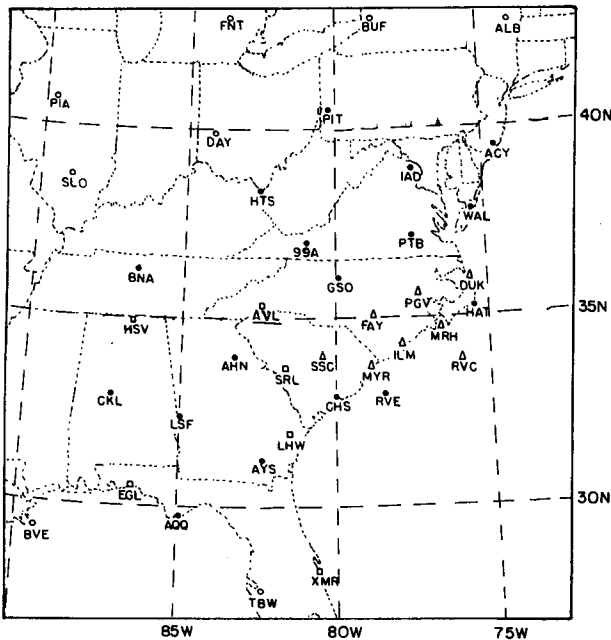 FNT BUF ALB
PIA
PIT 40N
DAY ACY
SLO IAD
HTS WAL
99A PTB
BNA GSO DUK
PGV HAT 35N
HSV AVL FAY MRH
ILM
AHN SSC RVC
SRL MYR
CKL CHS RVE
LSF
LHW
AYS
EGL 30N
BVE AQQ
XMR
TBW
85W 80W 75W